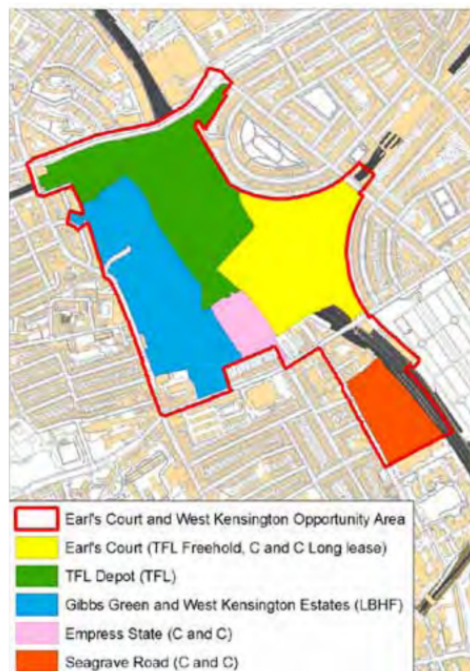 Earl's Court and West Kensington Opportunity Area
Earl's Court (TFL Freehold, C and C Long lease)
TFL Depot (TFL)
Gibbs Green and West Kensington Estates (LBHF)
Empress State (C and C)
Seagrave Road (C and C)